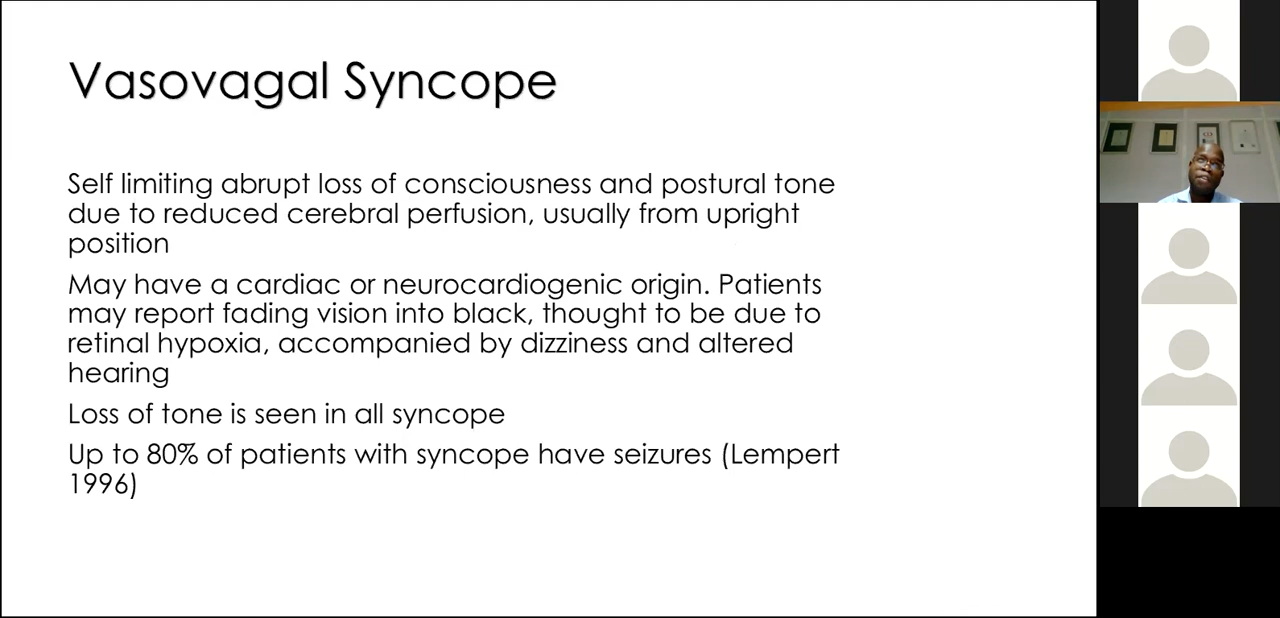 Vasovagal Syncope
Self limiting abrupt loss of consciousness and postural tone
due to reduced cerebral perfusion, usually from upright
position
May have a cardiac or neurocardiogenic origin. Patients
may report fading vision into black, thought to be due to
retinal hypoxia, accompanied by dizziness and altered
hearing
Loss of tone is seen in all syncope
Up to 80% of patients with syncope have seizures (Lempert
1996)